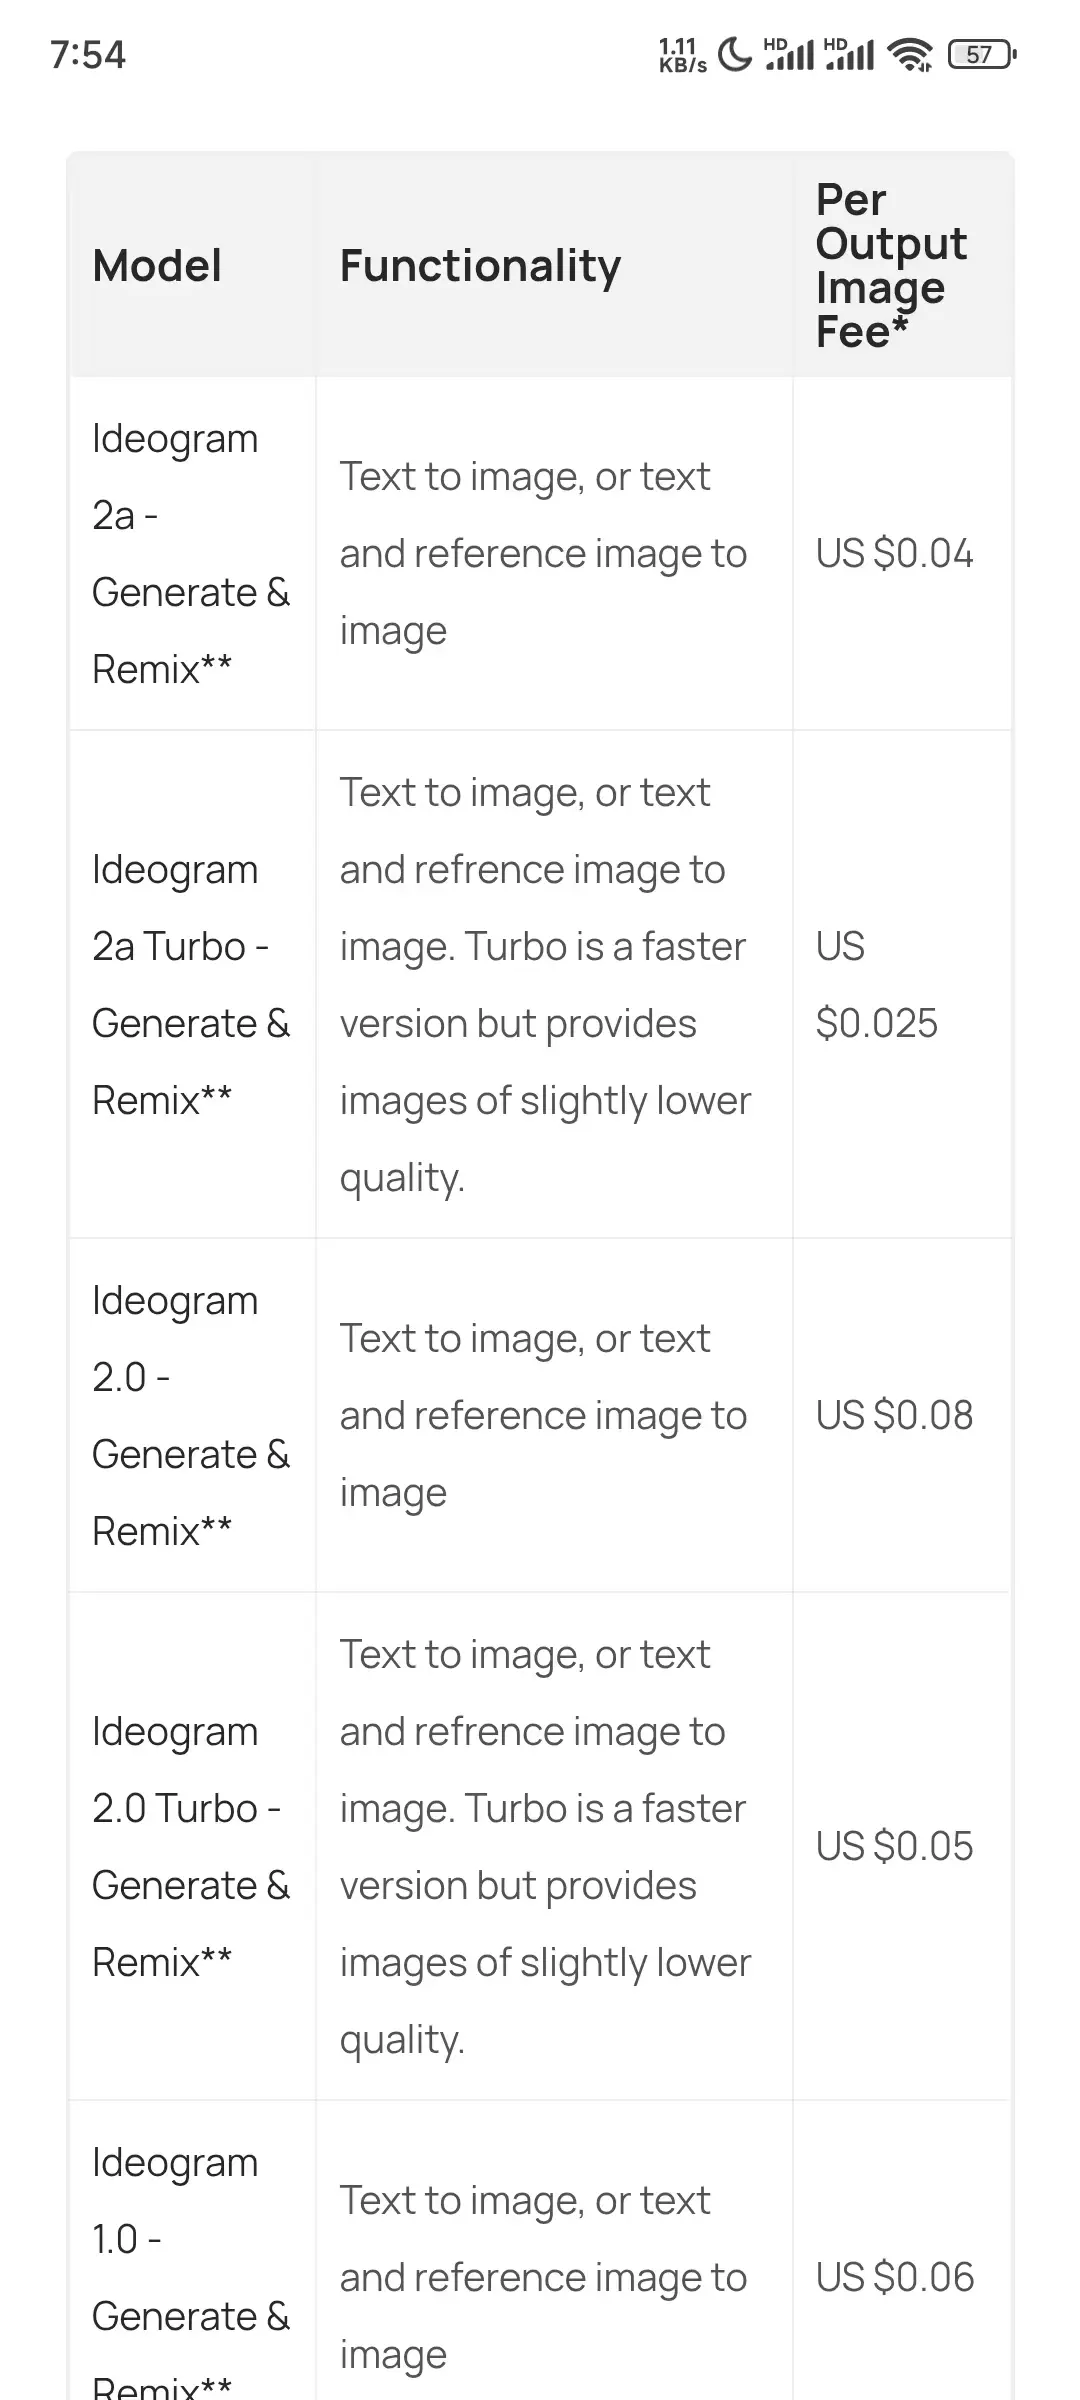 7:54
1.11
KB/s
HD
HD
57
Model
Functionality
Per
Output
Image
Fee*
Ideogram
2a -
Generate &
Remix**
Text to image, or text
and reference image to
image
US $0.04
Ideogram
2a Turbo -
Generate &
Remix**
Text to image, or text
and refrence image to
image. Turbo is a faster
version but provides
images of slightly lower
quality.
US
$0.025
Ideogram
2.0 -
Generate &
Remix**
Text to image, or text
and reference image to
image
US $0.08
Ideogram
2.0 Turbo -
Generate &
Remix**
Text to image, or text
and refrence image to
image. Turbo is a faster
version but provides
images of slightly lower
quality.
US $0.05
Ideogram
1.0 -
Generate &
Remix**
Text to image, or text
and reference image to
image
US $0.06